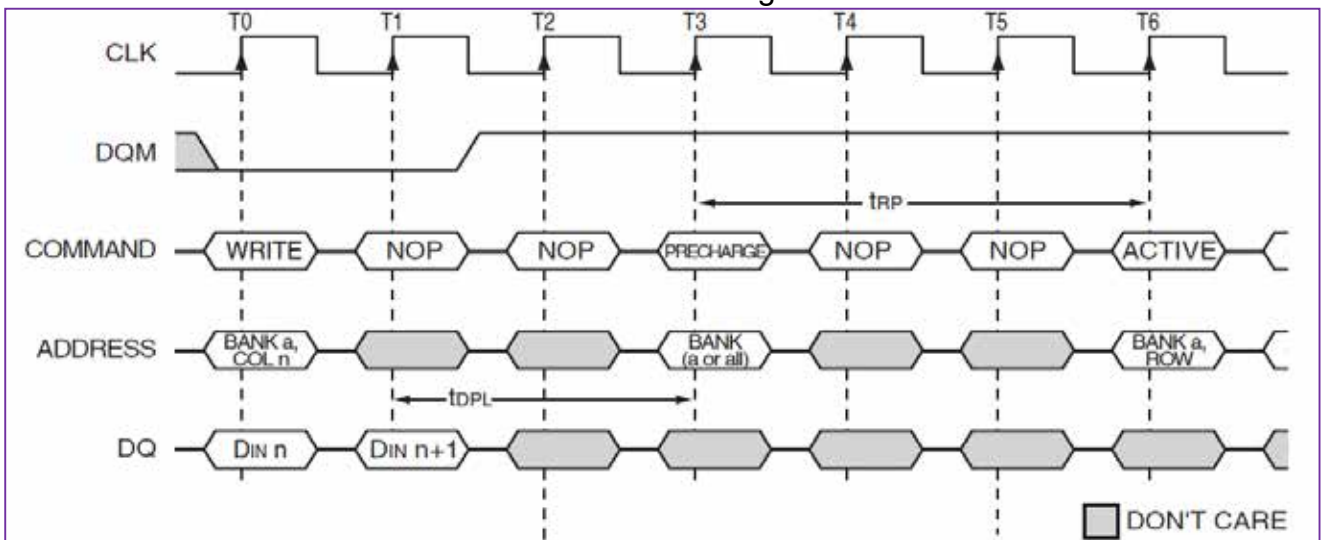 T0 T1 T2 T3 T4 T5 T6
CLK
DQM
tRP
COMMAND WRITE NOP NOP PRECHARGE NOP NOP ACTIVE
ADDRESS BANK a, COL n BANK (a or all) BANK a, ROW
tDPL
DQ DIN n DIN n+1
DON'T CARE